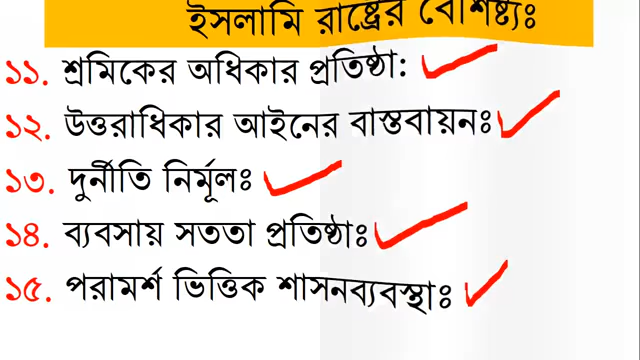 ইসলামি রাষ্ট্রের বৈশিষ্ট্যঃ
১১. শ্রমিকের অধিকার প্রতিষ্ঠা:
১২. উত্তরাধিকার আইনের বাস্তবায়নঃ
১৩. দুর্নীতি নির্মূলঃ
১৪. ব্যবসায় সততা প্রতিষ্ঠাঃ
১৫. পরামর্শ ভিত্তিক শাসনব্যবস্থাঃ